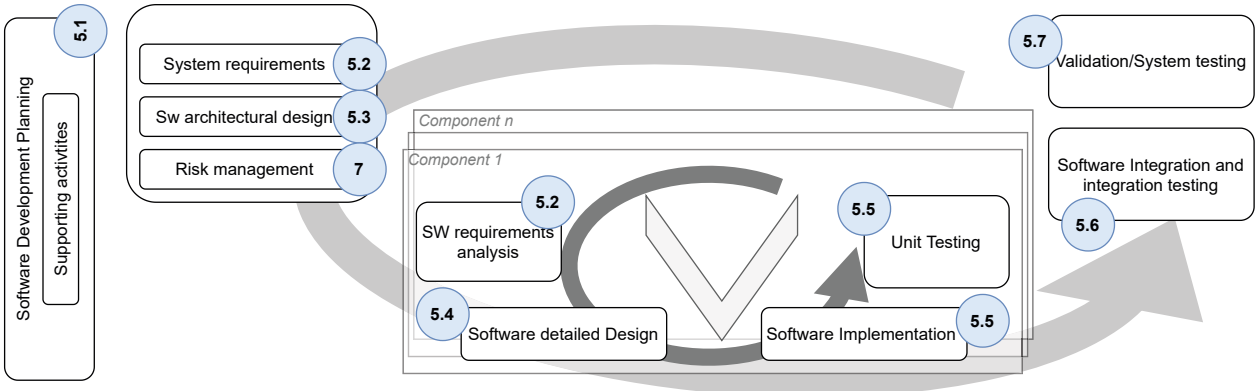 5.1
Software Development Planning
Supporting activtites
System requirements
5.2
Sw architectural design
5.3
Risk management
7
Component n
Component 1
5.2
SW requirements
analysis
5.4
Software detailed Design
5.5
Unit Testing
Software Implementation
5.5
5.7
Validation/System testing
Software Integration and
integration testing
5.6